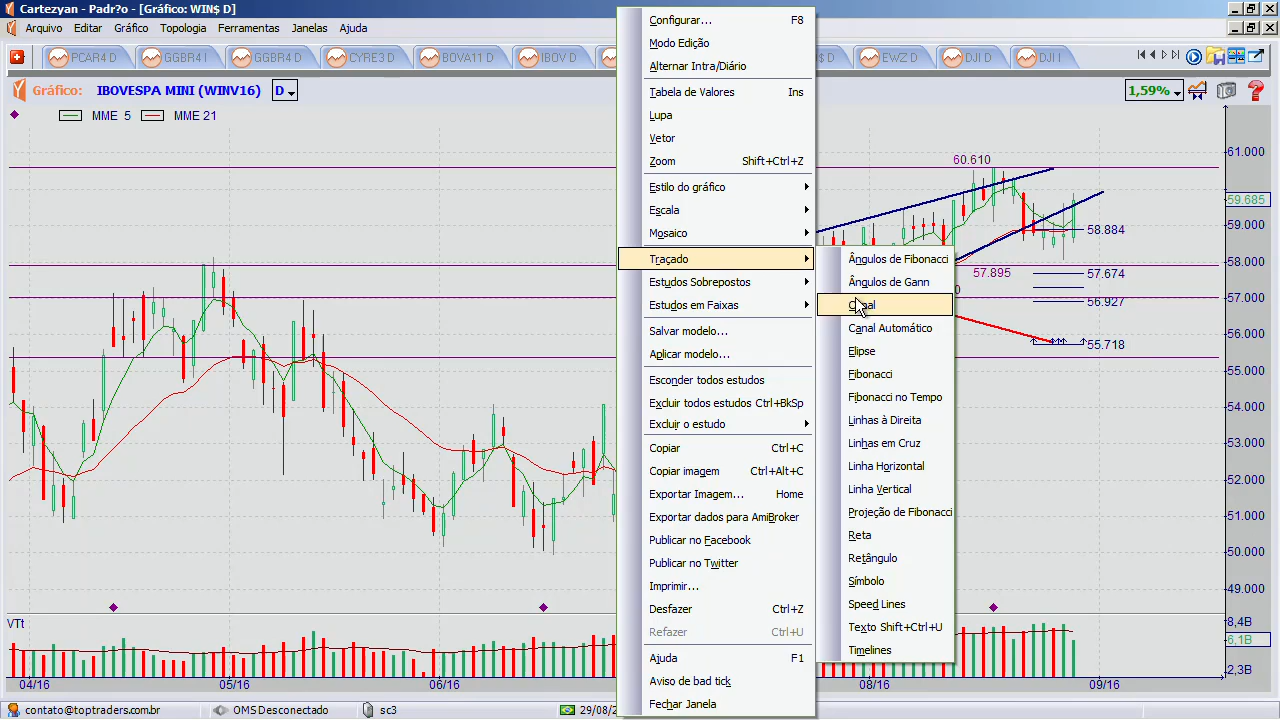 Cartezyan - Padr?o - [Gráfico: WIN$ D]
Arquivo Editar Gráfico Topologia Ferramentas Janelas Ajuda
PCAR4 D GGBR4 I GGBR4 D CYRE3 D BOVA11 D IBOV D $ D EWZ D DJI D DJI I
Gráfico: IBOVESPA MINI (WINV16) D 1,59%
MME 5 MME 21
Configurar... F8
Modo Edição
Alternar Intra/Diário
Tabela de Valores Ins
Lupa
Vetor
Zoom Shift+Ctrl+Z
Estilo do gráfico
Escala
Mosaico
Traçado
Estudos Sobrepostos
Estudos em Faixas
Salvar modelo...
Aplicar modelo...
Esconder todos estudos
Excluir todos estudos Ctrl+BkSp
Excluir o estudo
Copiar Ctrl+C
Copiar imagem Ctrl+Alt+C
Exportar Imagem... Home
Exportar dados para AmiBroker
Publicar no Facebook
Publicar no Twitter
Imprimir...
Desfazer Ctrl+Z
Refazer Ctrl+U
Ajuda F1
Aviso de bad tick
Fechar Janela
Ângulos de Fibonacci
Ângulos de Gann
Canal Automático
Elipse
Fibonacci
Fibonacci no Tempo
Linhas à Direita
Linhas em Cruz
Linha Horizontal
Linha Vertical
Projeção de Fibonacci
Reta
Retângulo
Símbolo
Speed Lines
Texto Shift+Ctrl+U
Timelines
60.610
58.884
57.895
57.674
0
56.927
55.718
61.000
59.685
59.000
58.000
57.000
56.000
55.000
54.000
53.000
52.000
51.000
50.000
49.000
VTt
8,4B
6,1B
2,3B
04/16 05/16 06/16 08/16 09/16
contato@toptraders.com.br OMS Desconectado sc3 29/08/2